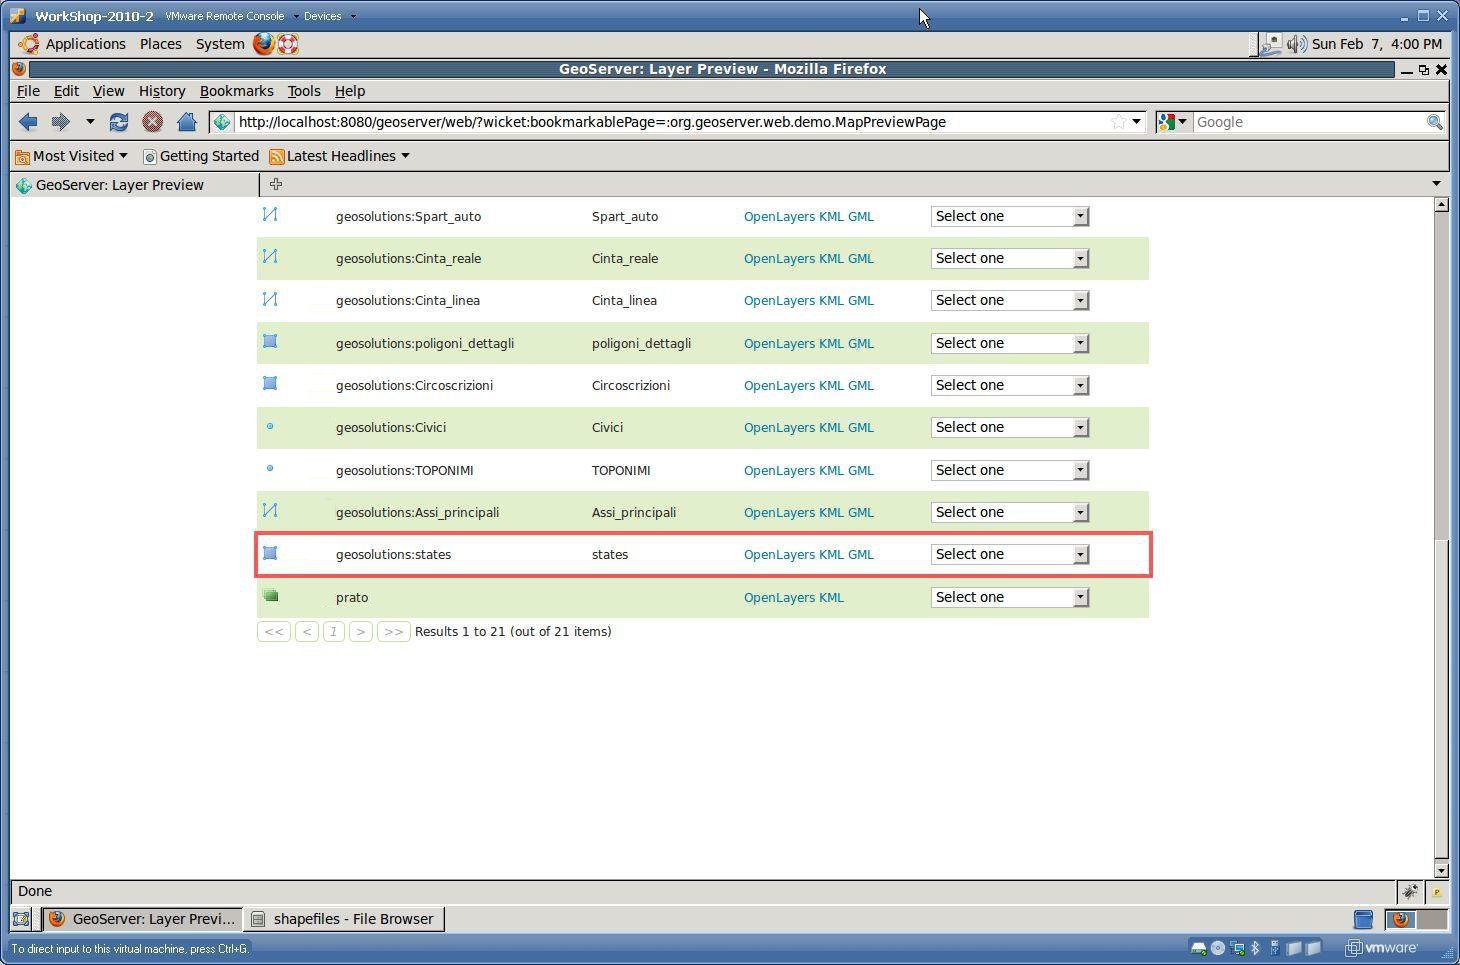 WorkShop-2010-2 VMware Remote Console Devices
Applications Places System Sun Feb 7, 4:00 PM
GeoServer: Layer Preview - Mozilla Firefox
File Edit View History Bookmarks Tools Help
http://localhost:8080/geoserver/web/?wicket:bookmarkablePage=:org.geoserver.web.demo.MapPreviewPage Google
Most Visited Getting Started Latest Headlines
GeoServer: Layer Preview
geosolutions:Spart_auto Spart_auto OpenLayers KML GML Select one
geosolutions:Cinta_reale Cinta_reale OpenLayers KML GML Select one
geosolutions:Cinta_linea Cinta_linea OpenLayers KML GML Select one
geosolutions:poligoni_dettagli poligoni_dettagli OpenLayers KML GML Select one
geosolutions:Circoscrizioni Circoscrizioni OpenLayers KML GML Select one
geosolutions:Civici Civici OpenLayers KML GML Select one
geosolutions:TOPONIMI TOPONIMI OpenLayers KML GML Select one
geosolutions:Assi_principali Assi_principali OpenLayers KML GML Select one
geosolutions:states states OpenLayers KML GML Select one
prato OpenLayers KML Select one
<< < 1 > >> Results 1 to 21 (out of 21 items)
Done
GeoServer: Layer Previ... shapefiles - File Browser
To direct input to this virtual machine, press Ctrl+G. vmware